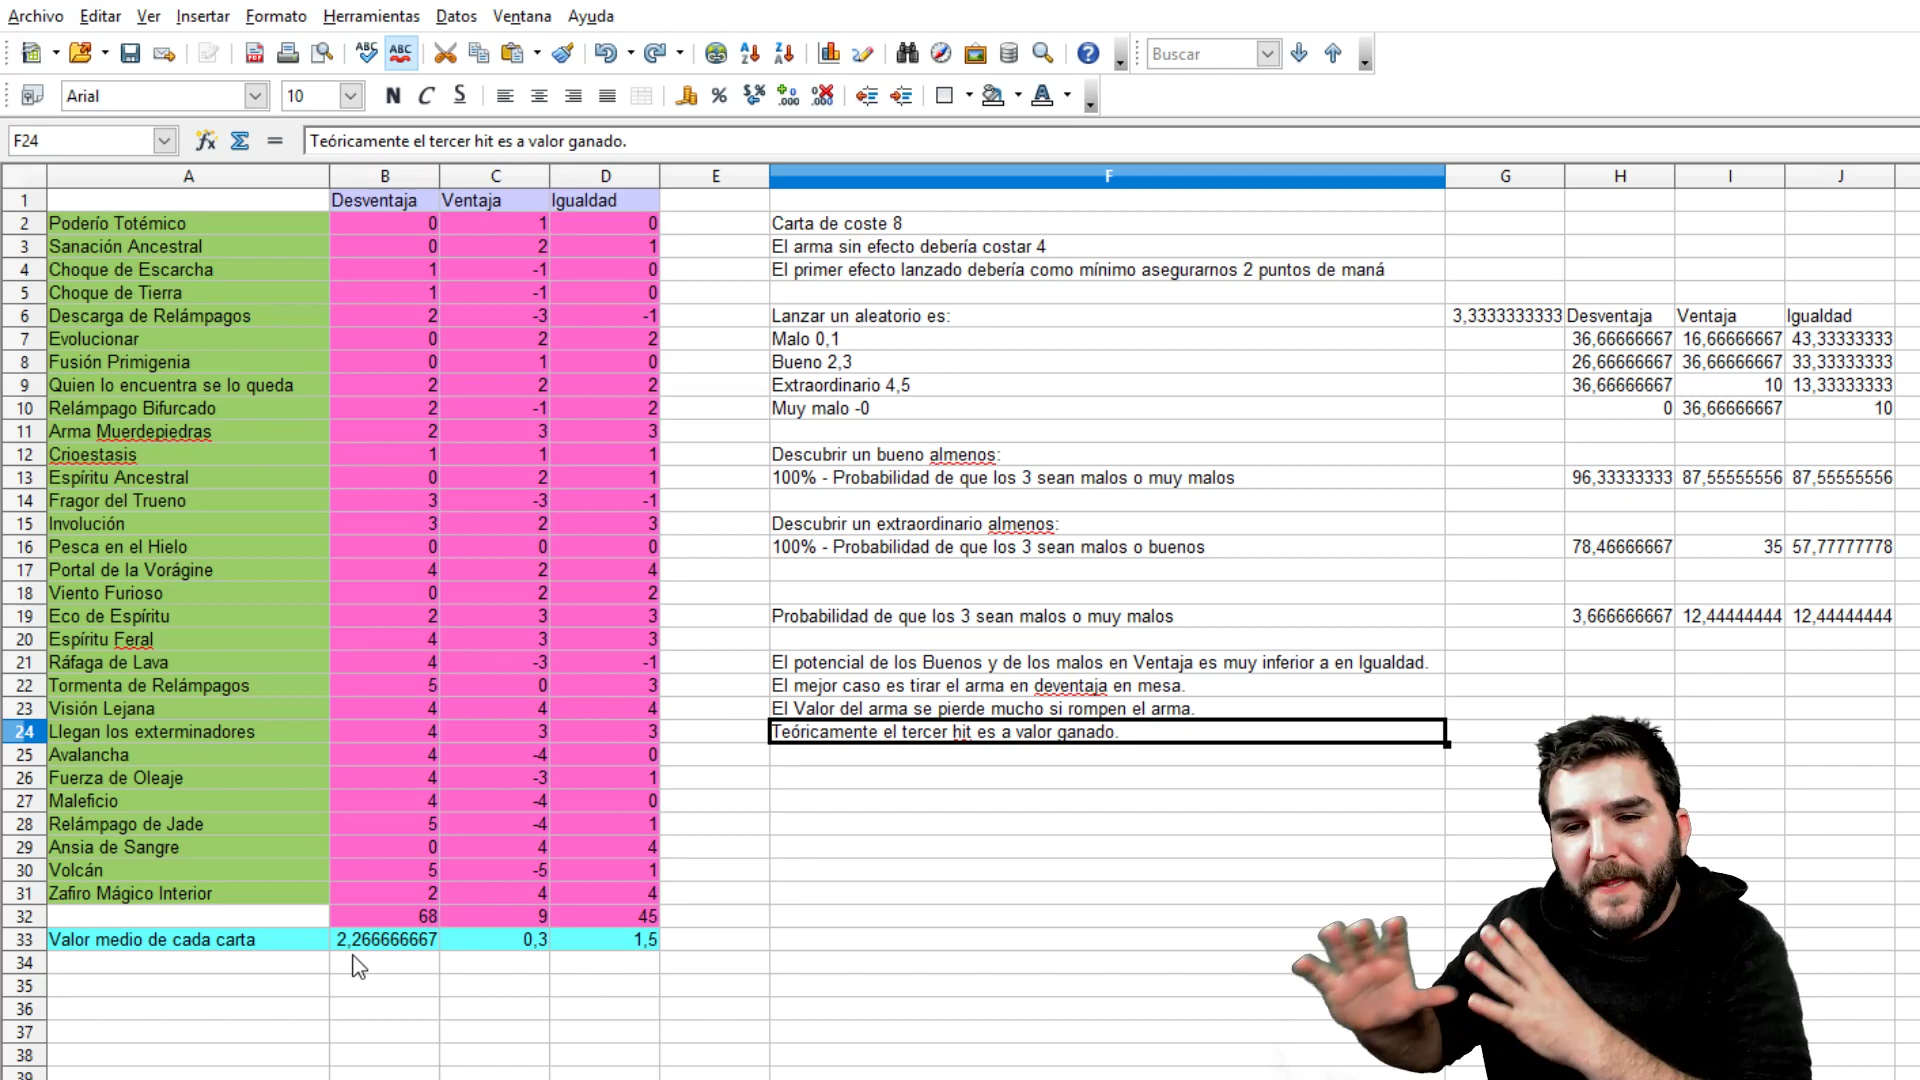 Archivo Editar Ver Insertar Formato Herramientas Datos Ventana Ayuda
Buscar
Arial 10 N C S
F24 Teóricamente el tercer hit es a valor ganado.
A B C D E F G H I J
1 Desventaja Ventaja Igualdad
2 Poderío Totémico 0 1 0 Carta de coste 8
3 Sanación Ancestral 0 2 1 El arma sin efecto debería costar 4
4 Choque de Escarcha 1 -1 0 El primer efecto lanzado debería como mínimo asegurarnos 2 puntos de maná
5 Choque de Tierra 1 -1 0
6 Descarga de Relámpagos 2 -3 -1 Lanzar un aleatorio es: 3,3333333333 Desventaja Ventaja Igualdad
7 Evolucionar 0 2 2 Malo 0,1 36,66666667 16,66666667 43,33333333
8 Fusión Primigenia 0 1 0 Bueno 2,3 26,66666667 36,66666667 33,33333333
9 Quien lo encuentra se lo queda 2 2 2 Extraordinario 4,5 36,66666667 10 13,33333333
10 Relámpago Bifurcado 2 -1 2 Muy malo -0 0 36,66666667 10
11 Arma Muerdepiedras 2 3 3
12 Crioestasis 1 1 1 Descubrir un bueno almenos:
13 Espíritu Ancestral 0 2 1 100% - Probabilidad de que los 3 sean malos o muy malos 96,33333333 87,55555556 87,55555556
14 Fragor del Trueno 3 -3 -1
15 Involución 3 2 3 Descubrir un extraordinario almenos:
16 Pesca en el Hielo 0 0 0 100% - Probabilidad de que los 3 sean malos o buenos 78,46666667 35 57,77777778
17 Portal de la Vorágine 4 2 4
18 Viento Furioso 0 2 2
19 Eco de Espíritu 2 3 3 Probabilidad de que los 3 sean malos o muy malos 3,666666667 12,44444444 12,44444444
20 Espíritu Feral 4 3 3
21 Ráfaga de Lava 4 -3 -1 El potencial de los Buenos y de los malos en Ventaja es muy inferior a en Igualdad.
22 Tormenta de Relámpagos 5 0 3 El mejor caso es tirar el arma en deventaja en mesa.
23 Visión Lejana 4 4 4 El Valor del arma se pierde mucho si rompen el arma.
24 Llegan los exterminadores 4 3 3 Teóricamente el tercer hit es a valor ganado.
25 Avalancha 4 -4 0
26 Fuerza de Oleaje 4 -3 1
27 Maleficio 4 -4 0
28 Relámpago de Jade 5 -4 1
29 Ansia de Sangre 0 4 4
30 Volcán 5 -5 1
31 Zafiro Mágico Interior 2 4 4
32 68 9 45
33 Valor medio de cada carta 2,266666667 0,3 1,5
34
35
36
37
38
39